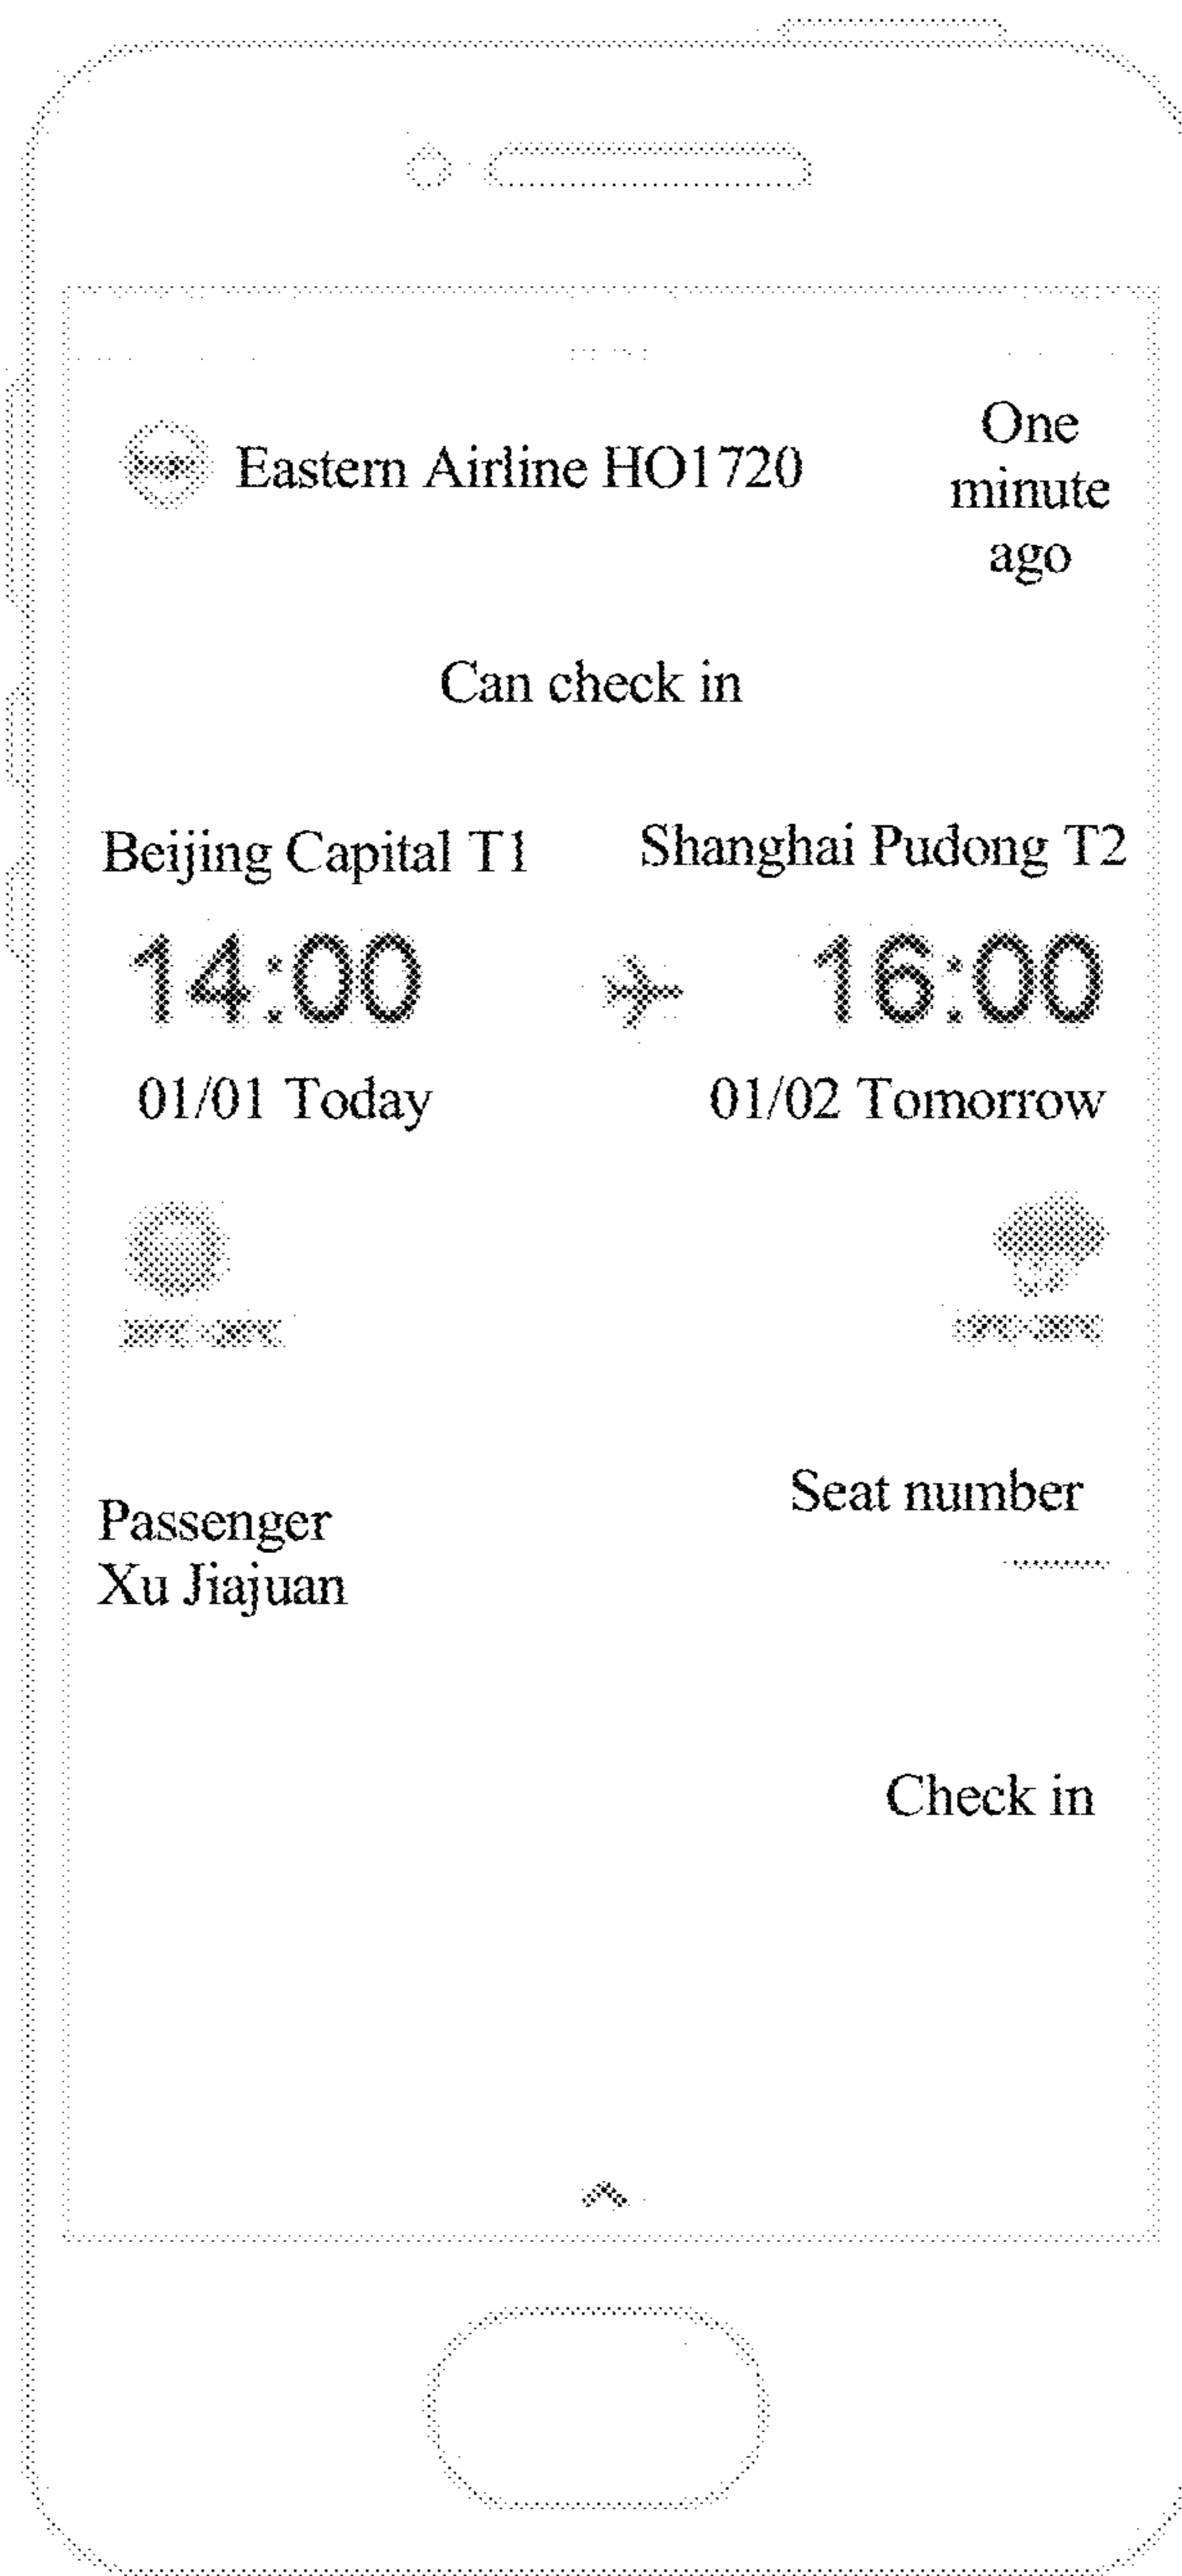 Eastern Airline HO1720
One
minute
ago
Can check in
Beijing Capital T1
Shanghai Pudong T2
14:00
16:00
01/01 Today
01/02 Tomorrow
Passenger
Xu Jiajuan
Seat number
Check in